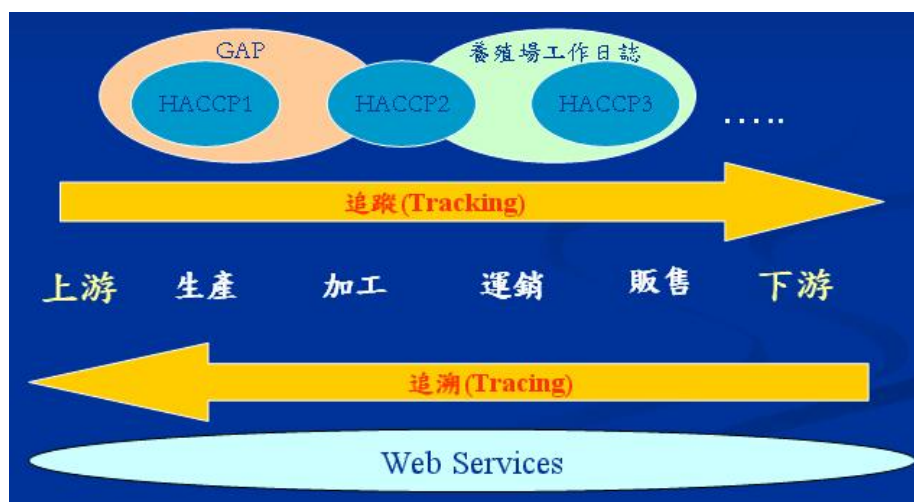 GAP
養殖場工作日誌
HACCP1
HACCP2
HACCP3
.....
追蹤(Tracking)
上游 生產 加工 運銷 販售 下游
追溯(Tracing)
Web Services